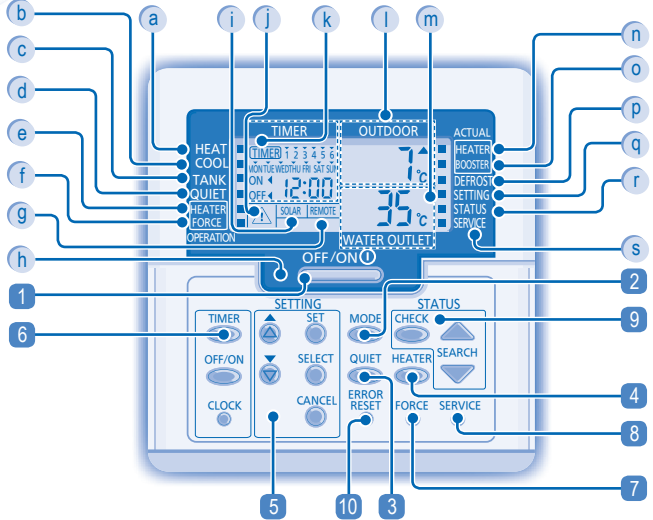 b a i j k l m n
c o
d p
e q
f r
g s
h
TIMER OUTDOOR ACTUAL
HEAT TIMER 1 2 3 4 5 6 HEATER
COOL MON TUE WED THU FRI SAT SUN 7 °C BOOSTER
TANK ON DEFROST
QUIET OFF 12:00 SETTING
HEATER SOLAR REMOTE 35 °C STATUS
FORCE SERVICE
OPERATION WATER OUTLET
OFF/ON
1 SETTING STATUS 2
TIMER SET MODE CHECK
6 9
OFF/ON SELECT QUIET HEATER SEARCH
4
CLOCK CANCEL ERROR RESET FORCE SERVICE
8
5 10 3 7